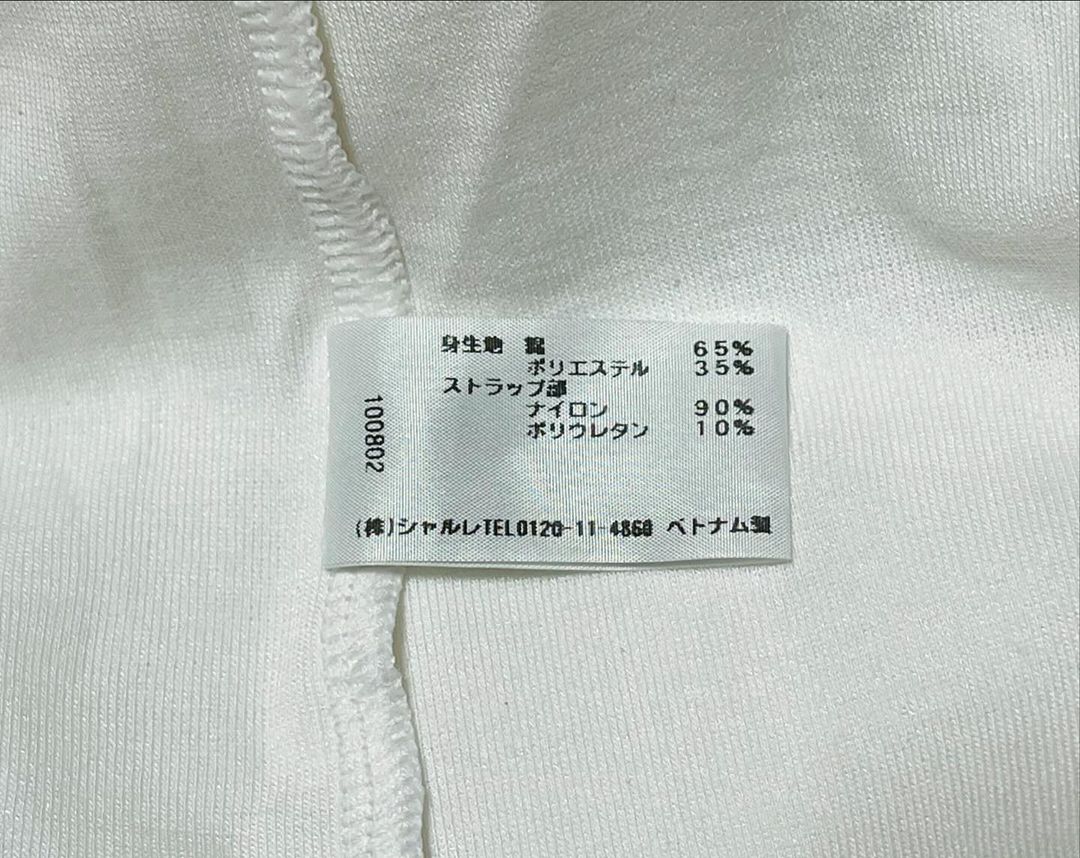 身生地 綿 65%
ポリエステル 35%
ストラップ部
ナイロン 90%
ポリウレタン 10%
100802
(株)シャルレTEL0120-11-4860 ベトナム製